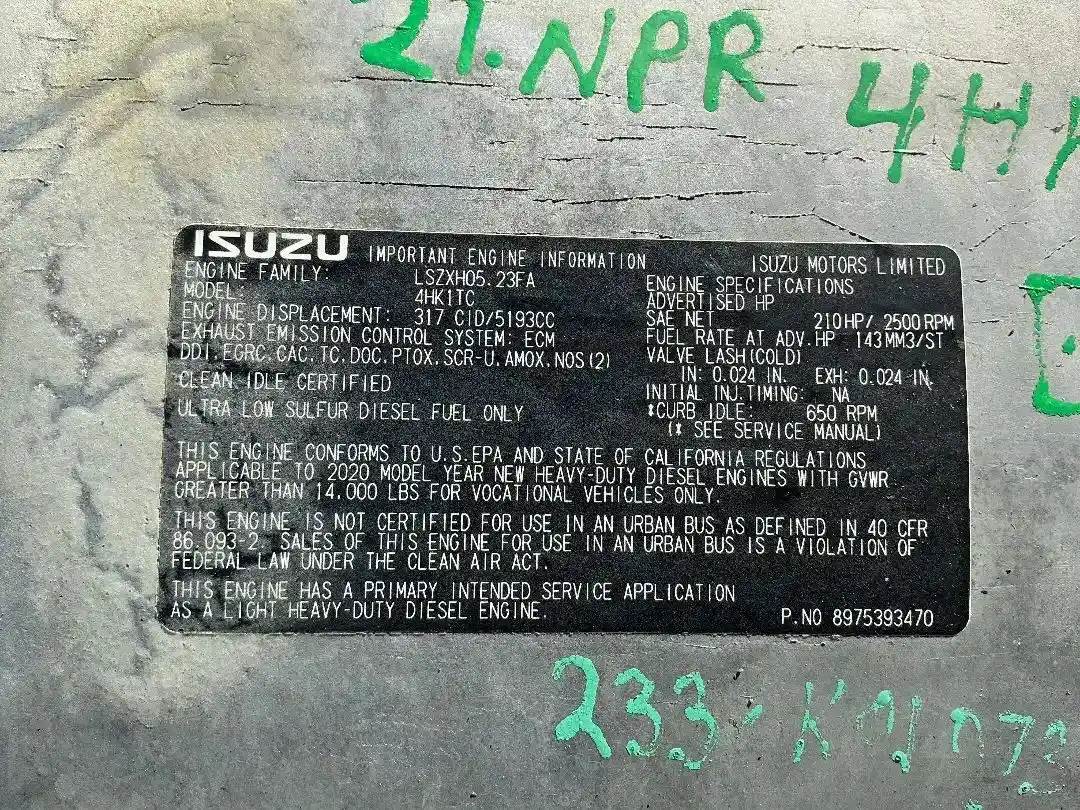 21.NPR
4H
ISUZU IMPORTANT ENGINE INFORMATION ISUZU MOTORS LIMITED
ENGINE FAMILY: LSZXH05.23FA
MODEL: 4HK1TC
ENGINE DISPLACEMENT: 317 CID/5193CC
EXHAUST EMISSION CONTROL SYSTEM: ECM
DDI.EGRC.CAC.TC.DOC.PTOX.SCR-U.AMOX.NOS(2)
CLEAN IDLE CERTIFIED
ULTRA LOW SULFUR DIESEL FUEL ONLY
ENGINE SPECIFICATIONS
ADVERTISED HP
SAE NET 210HP/ 2500RPM
FUEL RATE AT ADV.HP 143MM3/ST
VALVE LASH(COLD)
IN: 0.024 IN. EXH: 0.024 IN.
INITIAL INJ.TIMING: NA
*CURB IDLE: 650 RPM
(* SEE SERVICE MANUAL)
THIS ENGINE CONFORMS TO U.S.EPA AND STATE OF CALIFORNIA REGULATIONS
APPLICABLE TO 2020 MODEL YEAR NEW HEAVY-DUTY DIESEL ENGINES WITH GVWR
GREATER THAN 14.000 LBS FOR VOCATIONAL VEHICLES ONLY.
THIS ENGINE IS NOT CERTIFIED FOR USE IN AN URBAN BUS AS DEFINED IN 40 CFR
86.093-2. SALES OF THIS ENGINE FOR USE IN AN URBAN BUS IS A VIOLATION OF
FEDERAL LAW UNDER THE CLEAN AIR ACT.
THIS ENGINE HAS A PRIMARY INTENDED SERVICE APPLICATION
AS A LIGHT HEAVY-DUTY DIESEL ENGINE.
P.NO 8975393470
233-